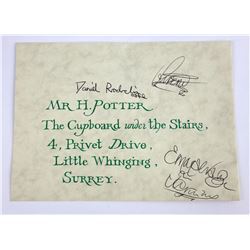 Daniel Radcliffe
MR H. POTTER
The Cupboard under the Stairs,
4, Privet Drive,
Little Whinging,
SURREY.